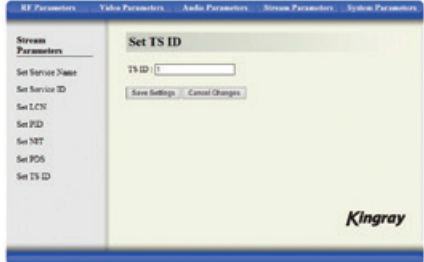 RF Parameters Video Parameters Audio Parameters Stream Parameters System Parameters
Stream
Parameters
Set Service Name
Set Service ID
Set LCN
Set PID
Set NIT
Set PDS
Set TS ID
Set TS ID
TS ID : 1
Save Settings Cancel Changes
Kingray